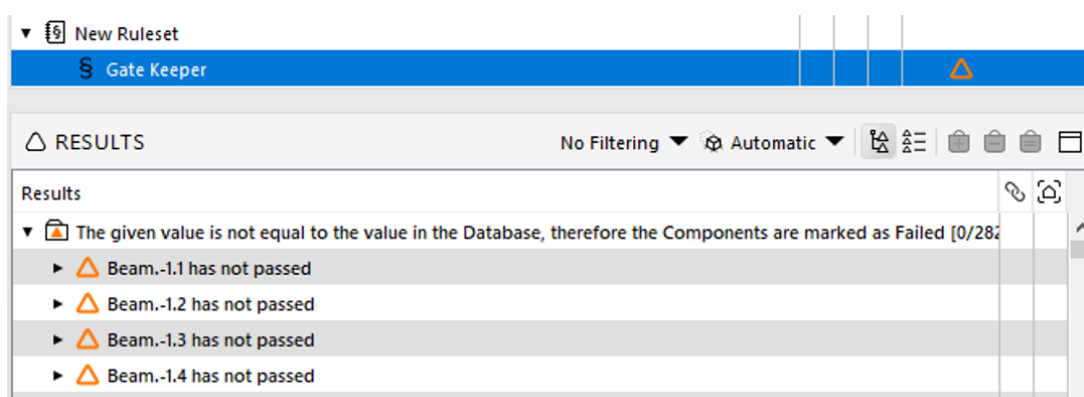 New Ruleset
§ Gate Keeper
RESULTS No Filtering Automatic
Results
The given value is not equal to the value in the Database, therefore the Components are marked as Failed [0/282
Beam.-1.1 has not passed
Beam.-1.2 has not passed
Beam.-1.3 has not passed
Beam.-1.4 has not passed